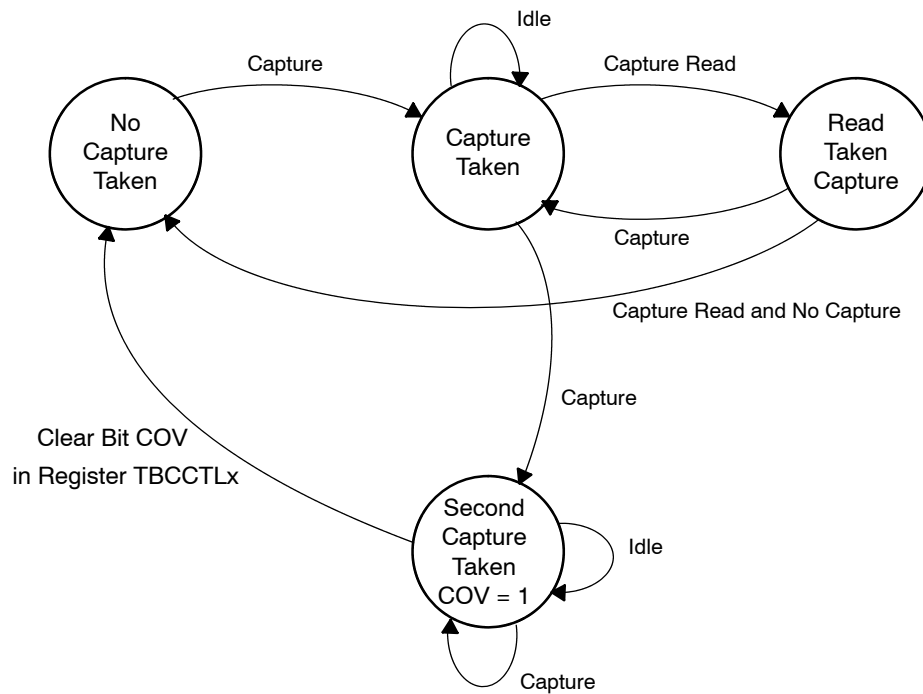 Idle
Capture
Capture Read
No
Capture
Taken
Capture
Taken
Read
Taken
Capture
Capture
Capture Read and No Capture
Capture
Clear Bit COV
in Register TBCCTLx
Second
Capture
Taken
COV = 1
Idle
Capture